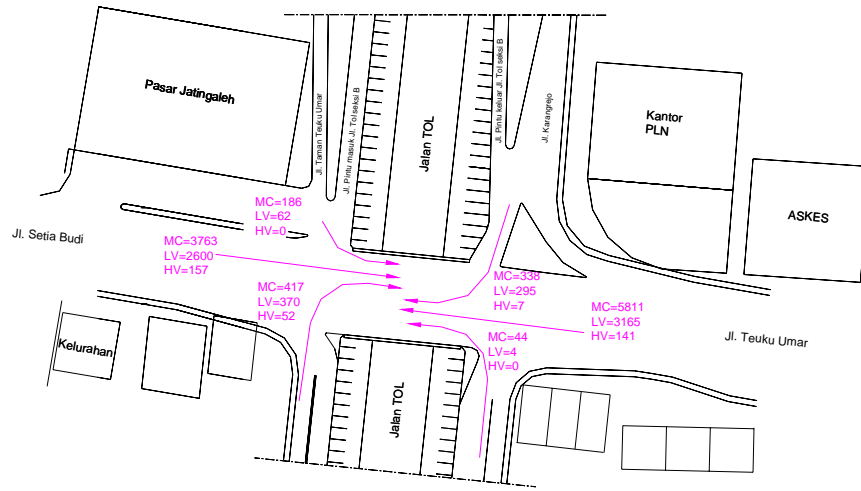 Pasar Jatingaleh
Jl. Taman Teuku Umar
Jl. Pintu masuk Jl. Tol seksi B
Jalan TOL
Jl. Pintu keluar Jl. Tol seksi B
Jl. Karangrejo
Kantor
PLN
ASKES
Jl. Setia Budi
MC=186
LV=62
HV=0
MC=3763
LV=2600
HV=157
MC=417
LV=370
HV=52
MC=338
LV=295
HV=7
MC=5811
LV=3165
HV=141
MC=44
LV=4
HV=0
Jl. Teuku Umar
Kelurahan
Jalan TOL